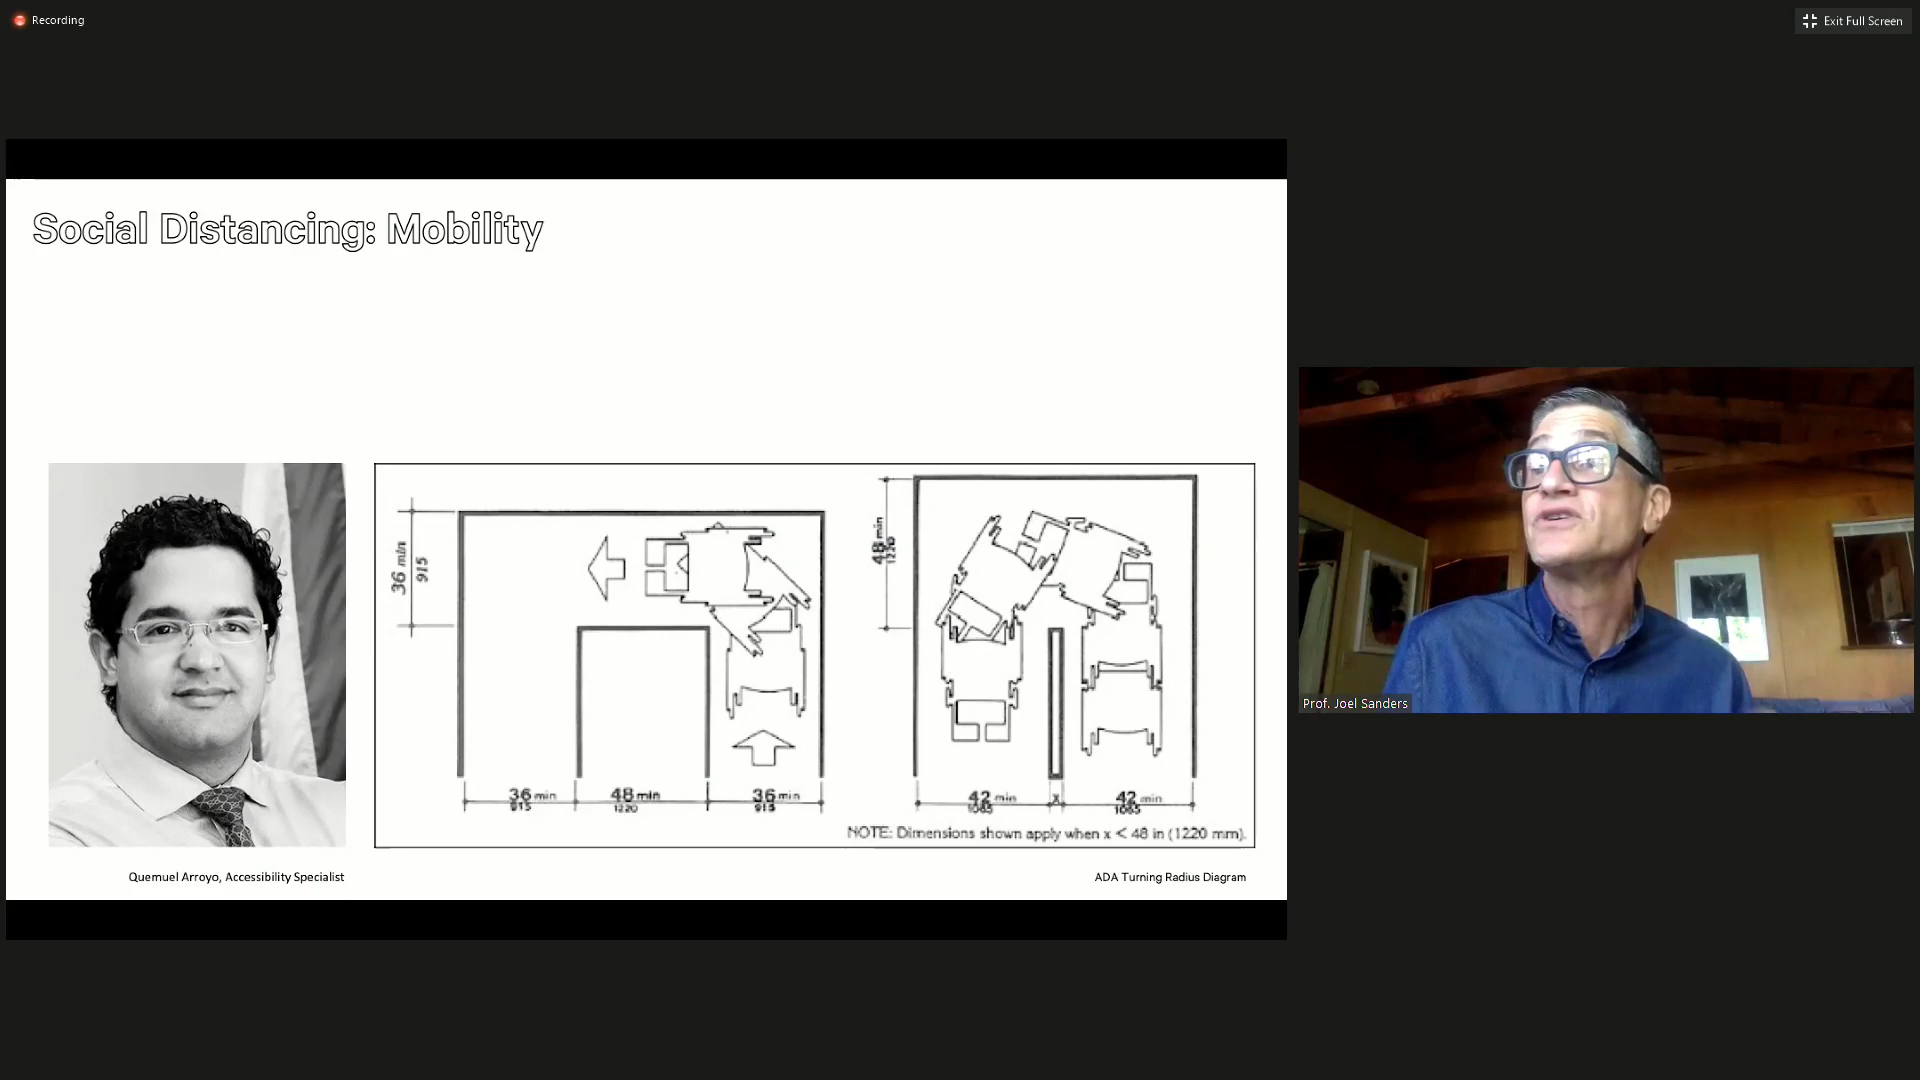 Recording
Exit Full Screen
Social Distancing: Mobility
36 min
915
48 min
1220
36 min
915
48 min
1220
36 min
915
42 min
1065
x
42 min
1065
NOTE: Dimensions shown apply when x < 48 in (1220 mm).
Quemuel Arroyo, Accessibility Specialist
ADA Turning Radius Diagram
Prof. Joel Sanders